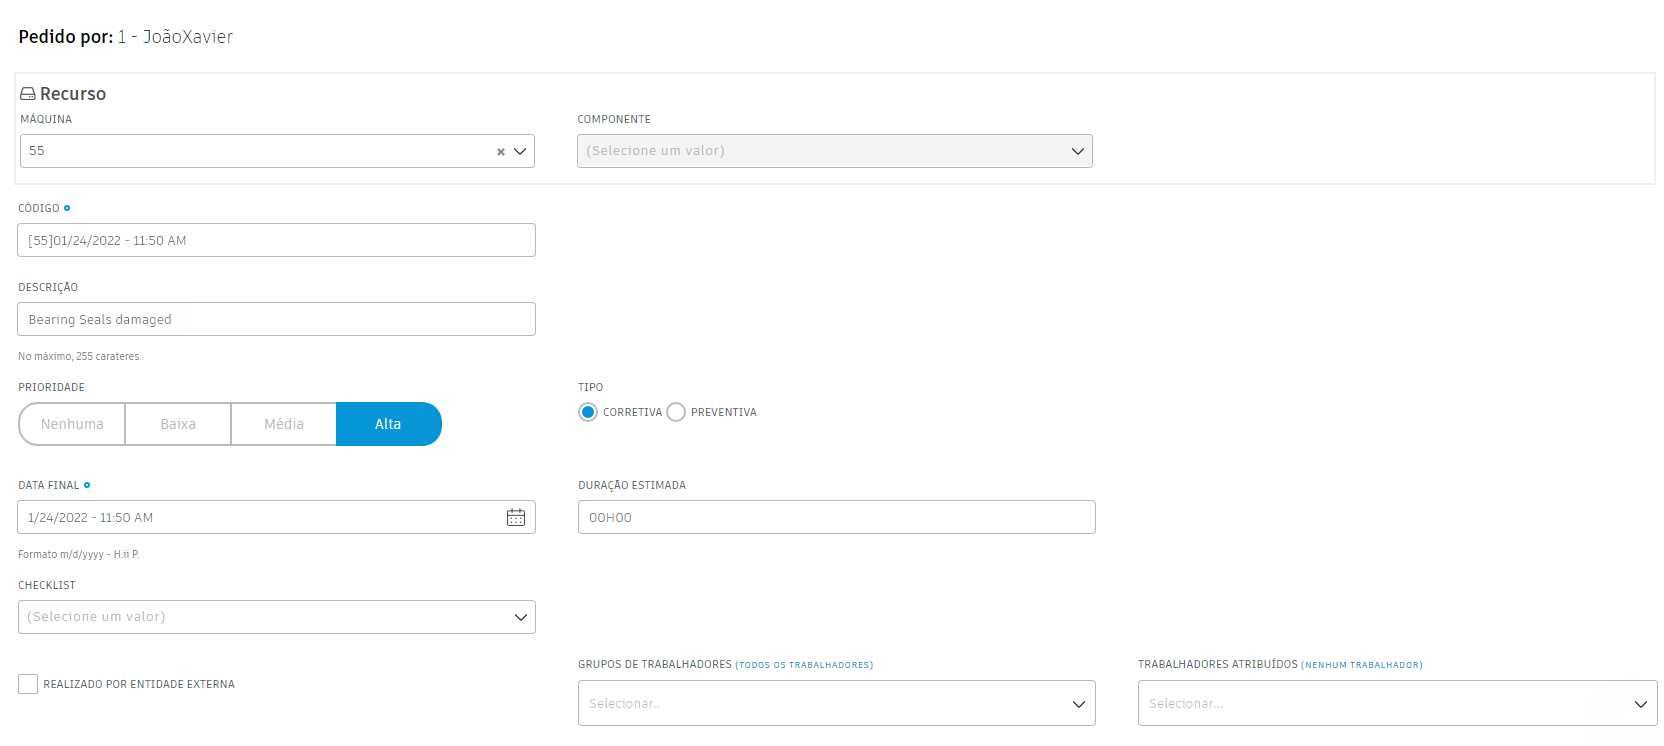 Pedido por: 1 - JoãoXavier
Recurso
MÁQUINA
COMPONENTE
55
(Selecione um valor)
CÓDIGO
[55]01/24/2022 - 11:50 AM
DESCRIÇÃO
Bearing Seals damaged
No máximo, 255 carateres.
PRIORIDADE
TIPO
Nenhuma Baixa Média Alta
CORRETIVA PREVENTIVA
DATA FINAL
DURAÇÃO ESTIMADA
1/24/2022 - 11:50 AM
00H00
Formato m/d/yyyy - H:ii P.
CHECKLIST
(Selecione um valor)
REALIZADO POR ENTIDADE EXTERNA
GRUPOS DE TRABALHADORES (TODOS OS TRABALHADORES)
Selecionar..
TRABALHADORES ATRIBUÍDOS (NENHUM TRABALHADOR)
Selecionar...